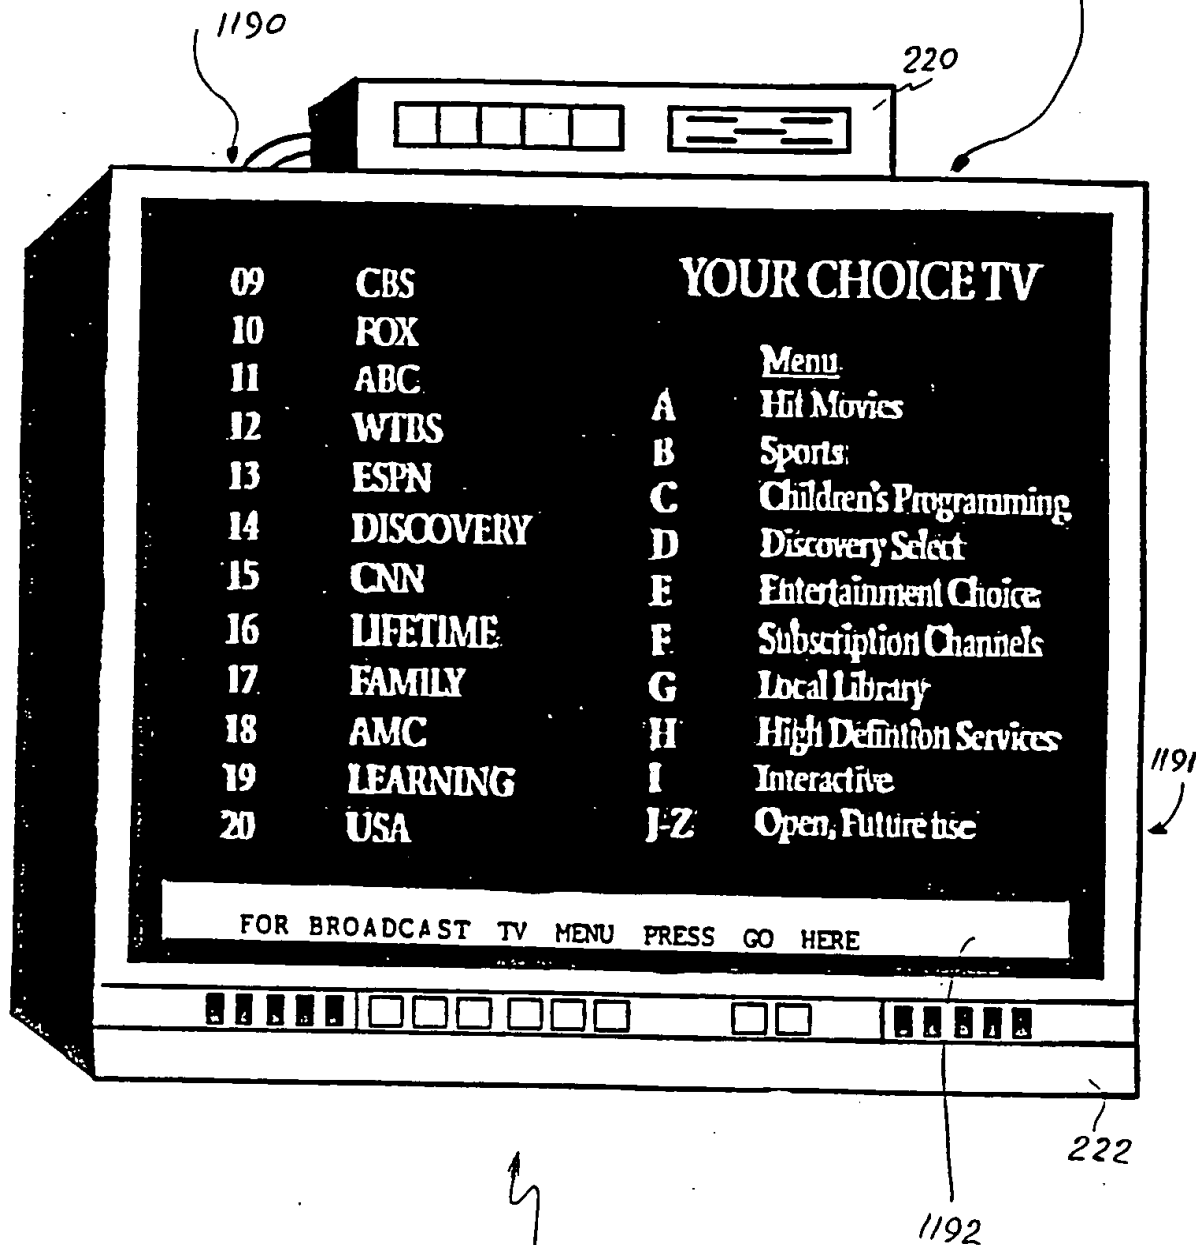 1190
220
09 CBS
10 FOX
11 ABC
12 WTBS
13 ESPN
14 DISCOVERY
15 CNN
16 LIFETIME
17 FAMILY
18 AMC
19 LEARNING
20 USA
YOUR CHOICE TV
Menu
A Hit Movies
B Sports
C Children's Programming
D Discovery Select
E Entertainment Choice
F Subscription Channels
G Local Library
H High Definition Services
I Interactive
J-Z Open, Future use
FOR BROADCAST TV MENU PRESS GO HERE
1191
222
1192